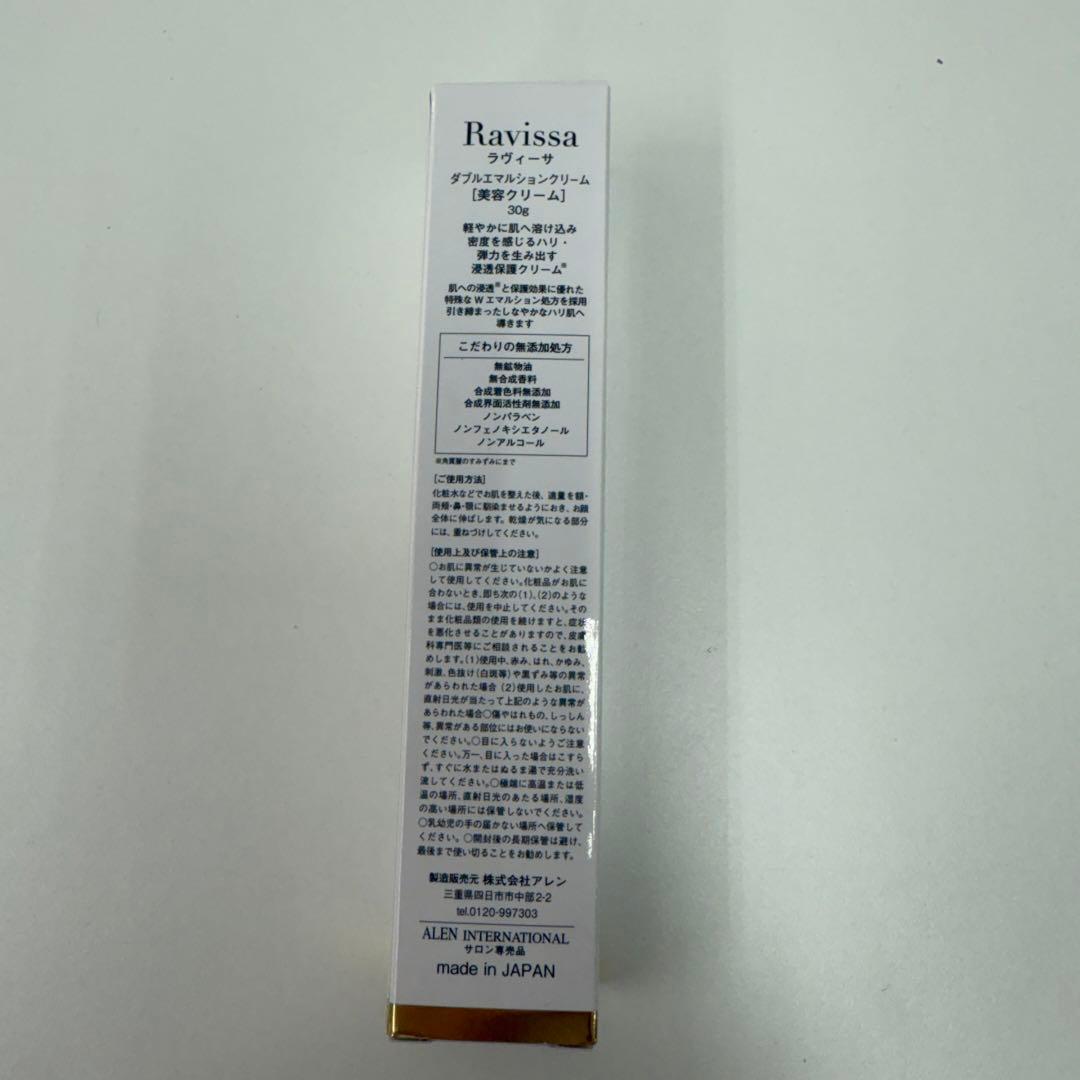 Ravissa
ラヴィーサ
ダブルエマルションクリーム
[美容クリーム]
30g
軽やかに肌へ溶け込み
密度を感じるハリ・
弾力を生み出す
浸透保護クリーム※
肌への浸透※と保護効果に優れた
特殊なWエマルション処方を採用
引き締まったしなやかなハリ肌へ
導きます
こだわりの無添加処方
無鉱物油
無合成香料
合成着色料無添加
合成界面活性剤無添加
ノンパラベン
ノンフェノキシエタノール
ノンアルコール
※角質層のすみずみにまで
[ご使用方法]
化粧水などでお肌を整えた後、適量を額・
両頬・鼻・顎に馴染ませるようにおき、お顔
全体に伸ばします。乾燥が気になる部分
には、重ねづけしてください。
[使用上及び保管上の注意]
○お肌に異常が生じていないかよく注意
して使用してください。化粧品がお肌に
合わないとき、即ち次の(1)、(2)のような
場合には、使用を中止してください。その
まま化粧品類の使用を続けますと、症状
を悪化させることがありますので、皮膚
科専門医等にご相談されることをお勧
めします。(1)使用中、赤み、はれ、かゆみ、
刺激、色抜け(白斑等)や黒ずみ等の異常
があらわれた場合 (2)使用したお肌に、
直射日光が当たって上記のような異常が
あらわれた場合○傷やはれもの、しっしん
等、異常がある部位にはお使いにならない
でください。○目に入らないようご注意
ください。万一、目に入った場合はこすら
ず、すぐに水またはぬるま湯で充分洗い
流してください。○極端に高温または低
温の場所、直射日光のあたる場所、湿度
の高い場所には保管しないでください。
○乳幼児の手の届かない場所へ保管して
ください。○開封後の長期保管は避け、
最後まで使い切ることをお勧めします。
製造販売元 株式会社アレン
三重県四日市市中部2-2
tel.0120-997303
ALEN INTERNATIONAL
サロン専売品
made in JAPAN